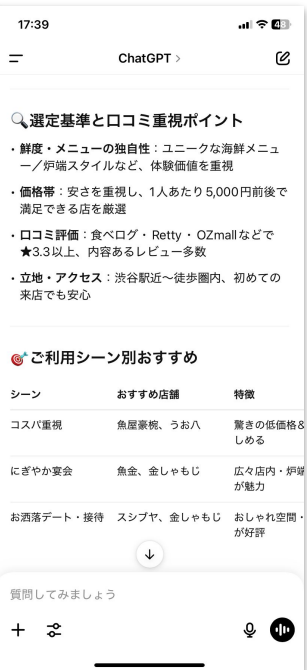 17:39
48
ChatGPT >
🔍選定基準と口コミ重視ポイント
・鮮度・メニューの独自性：ユニークな海鮮メニュ
ー／炉端スタイルなど、体験価値を重視
・価格帯：安さを重視し、1人あたり5,000円前後で
満足できる店を厳選
・口コミ評価：食べログ・Retty・OZmallなどで
★3.3以上、内容あるレビュー多数
・立地・アクセス：渋谷駅近〜徒歩圏内、初めての
来店でも安心
🎯ご利用シーン別おすすめ
シーン おすすめ店舗 特徴
コスパ重視 魚屋豪椀、うお八 驚きの低価格&
しめる
にぎやか宴会 魚金、金しゃもじ 広々店内・炉端
が魅力
お洒落デート・接待 スシブヤ、金しゃもじ おしゃれ空間・
が好評
質問してみましょう